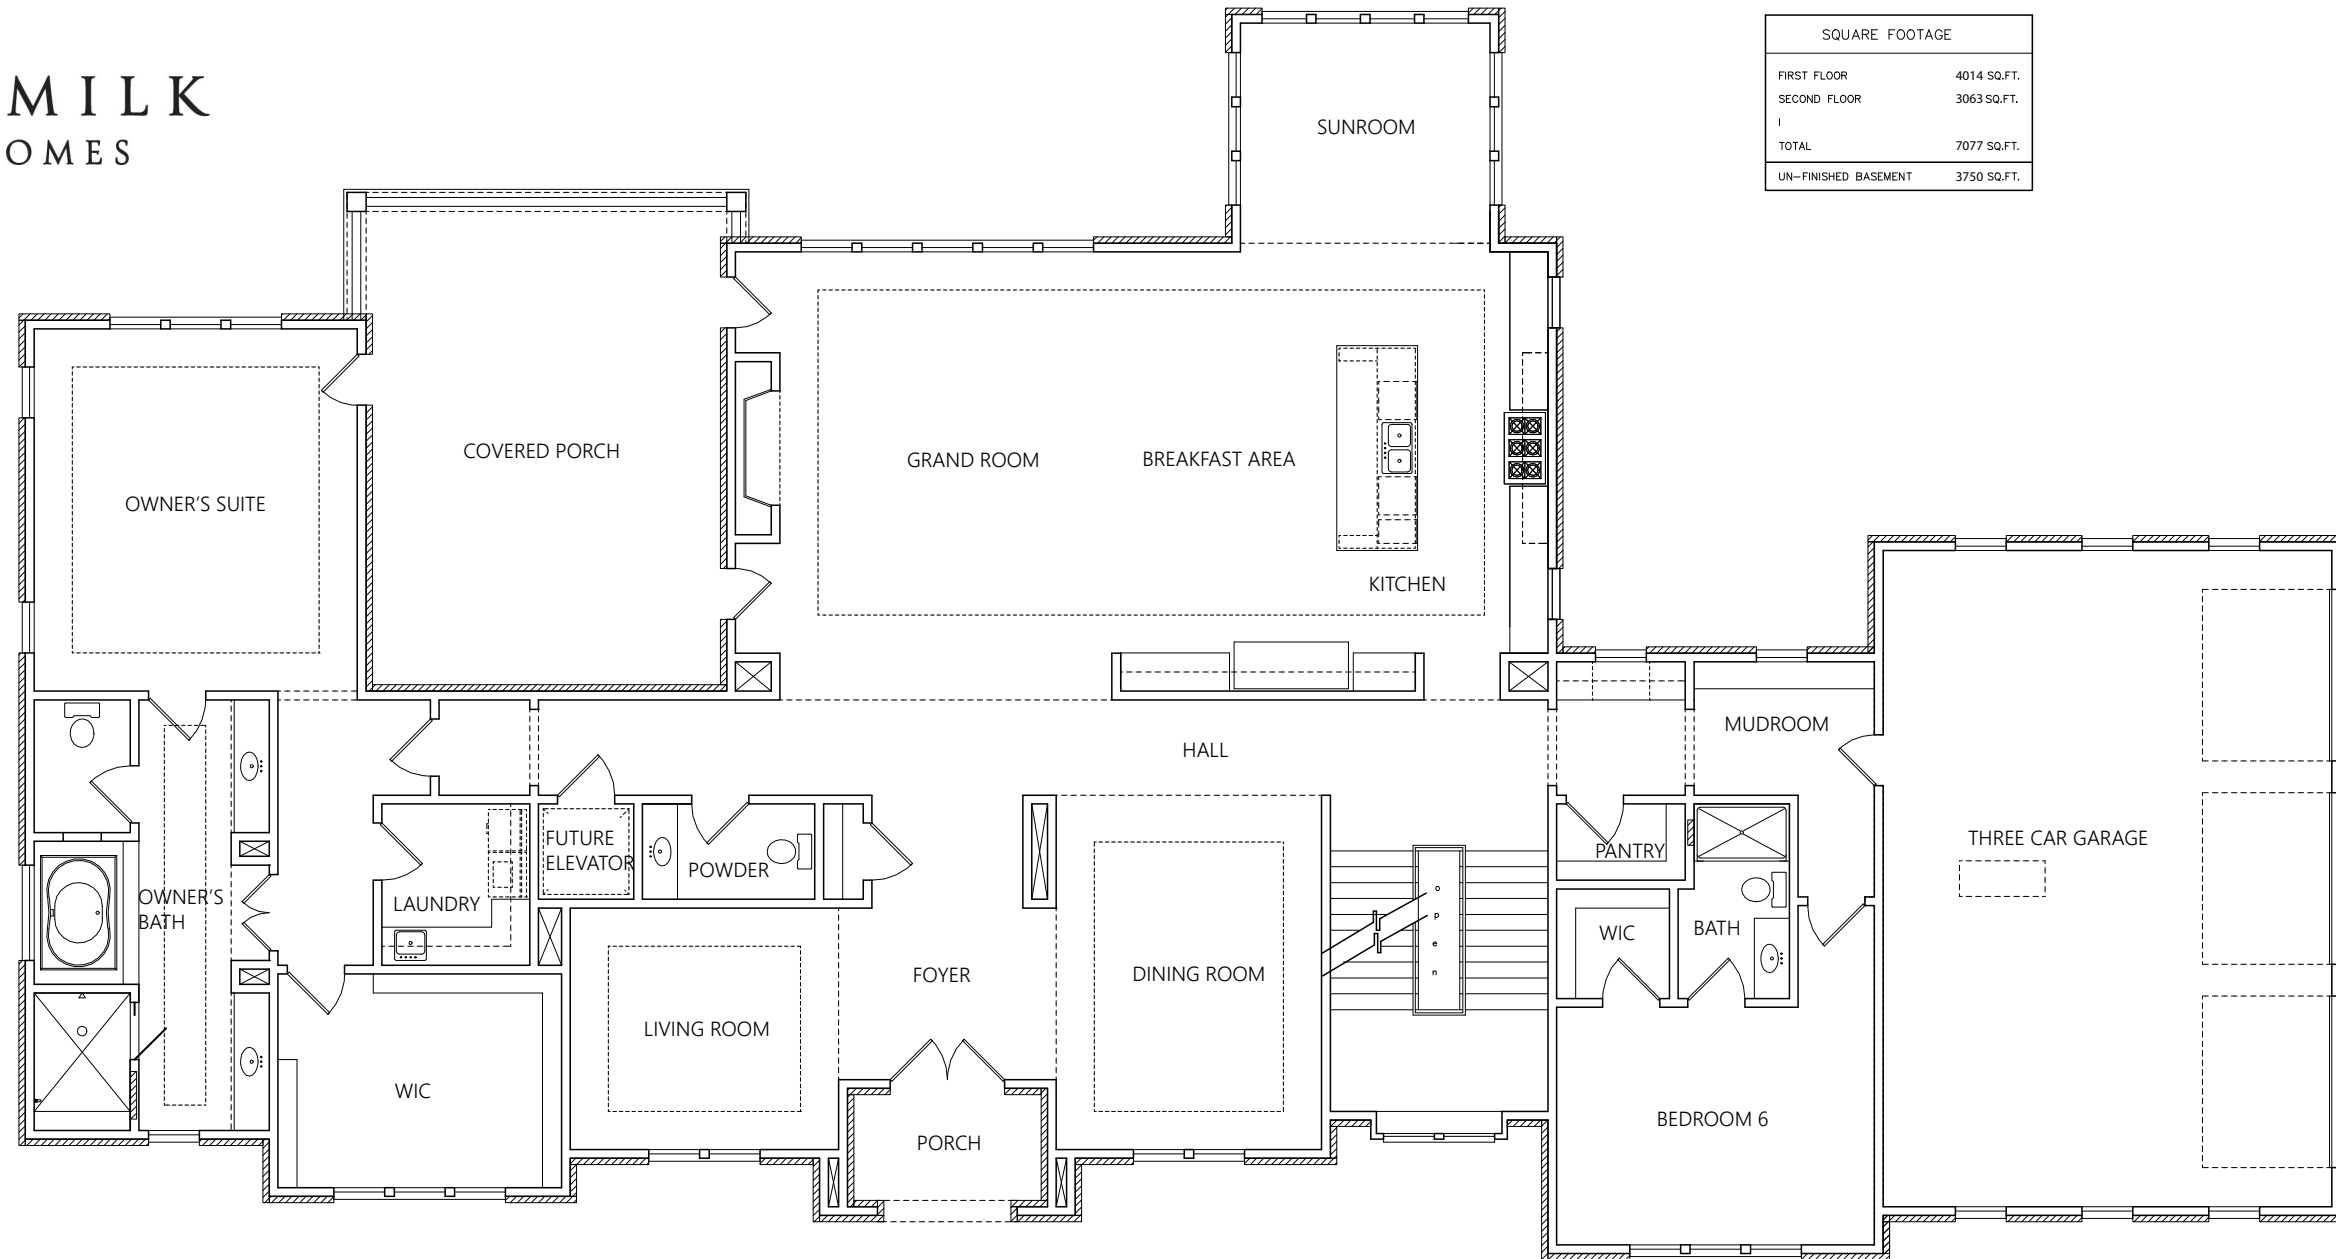 MILK
OMES
SQUARE FOOTAGE
FIRST FLOOR 4014 SQ.FT.
SECOND FLOOR 3063 SQ.FT.
I
TOTAL 7077 SQ.FT.
UN-FINISHED BASEMENT 3750 SQ.FT.
SUNROOM
COVERED PORCH
GRAND ROOM
BREAKFAST AREA
OWNER'S SUITE
KITCHEN
MUDROOM
HALL
THREE CAR GARAGE
FUTURE
ELEVATOR
POWDER
PANTRY
OWNER'S
BATH
LAUNDRY
open
WIC
BATH
FOYER
DINING ROOM
LIVING ROOM
WIC
PORCH
BEDROOM 6